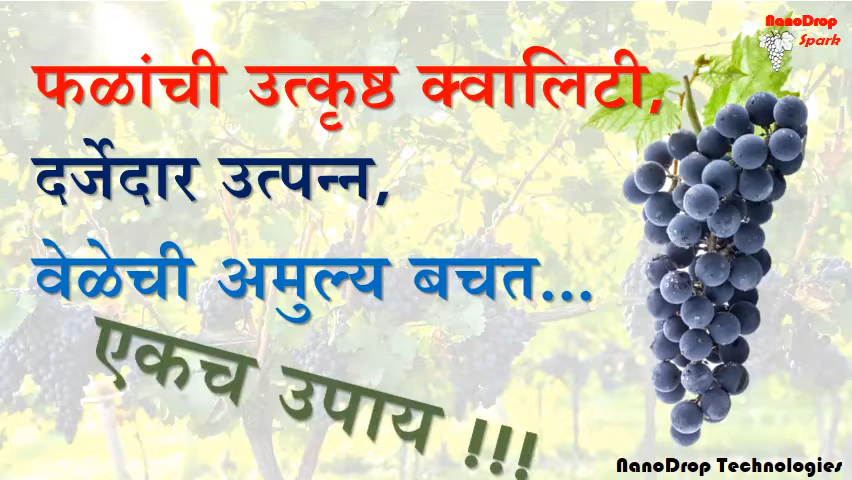 NanoDrop
Spark
फळांची उत्कृष्ठ क्वालिटी,
दर्जेदार उत्पन्न,
वेळेची अमुल्य बचत...
एकच उपाय !!!
NanoDrop Technologies